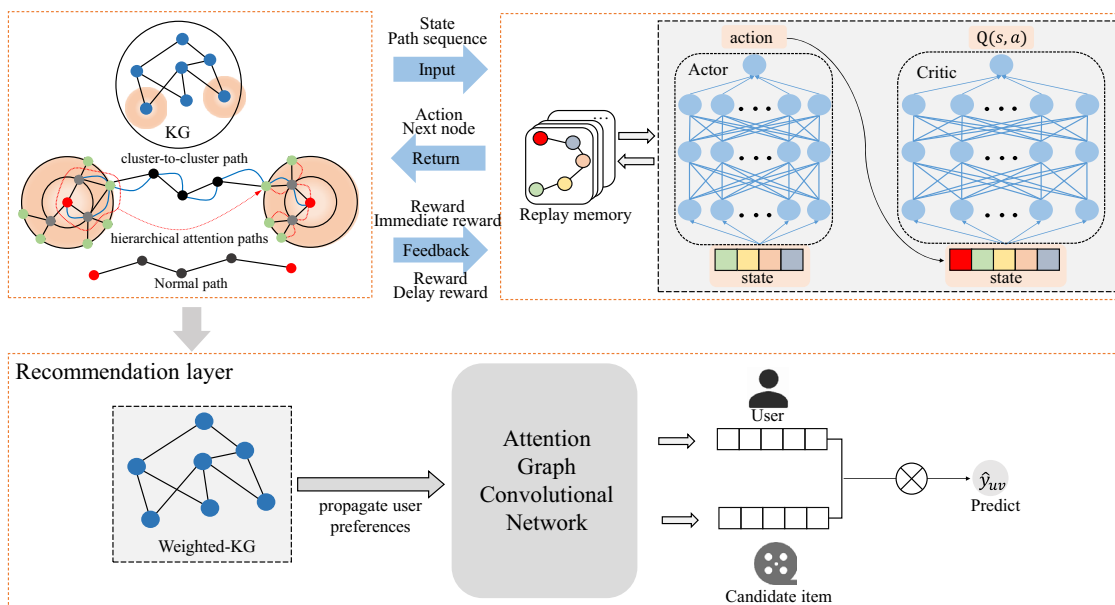 KG
cluster-to-cluster path
hierarchical attention paths
Normal path
State
Path sequence
Input
Action
Next node
Return
Reward
Immediate reward
Feedback
Reward
Delay reward
...
Replay memory
action
Actor
...
...
...
state
Q(s, a)
Critic
...
...
...
state
Recommendation layer
Weighted-KG
propagate user
preferences
Attention
Graph
Convolutional
Network
User
Candidate item
ŷuv
Predict